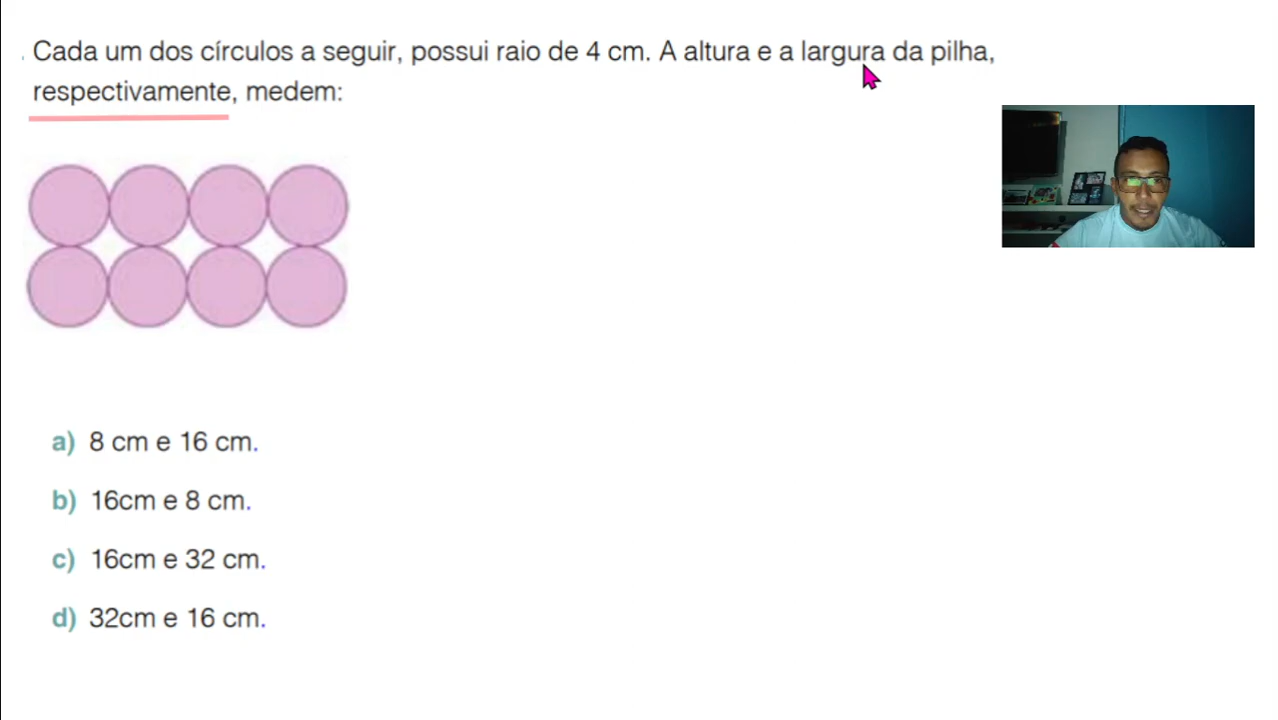 Cada um dos círculos a seguir, possui raio de 4 cm. A altura e a largura da pilha,
respectivamente, medem:
a) 8 cm e 16 cm.
b) 16cm e 8 cm.
c) 16cm e 32 cm.
d) 32cm e 16 cm.